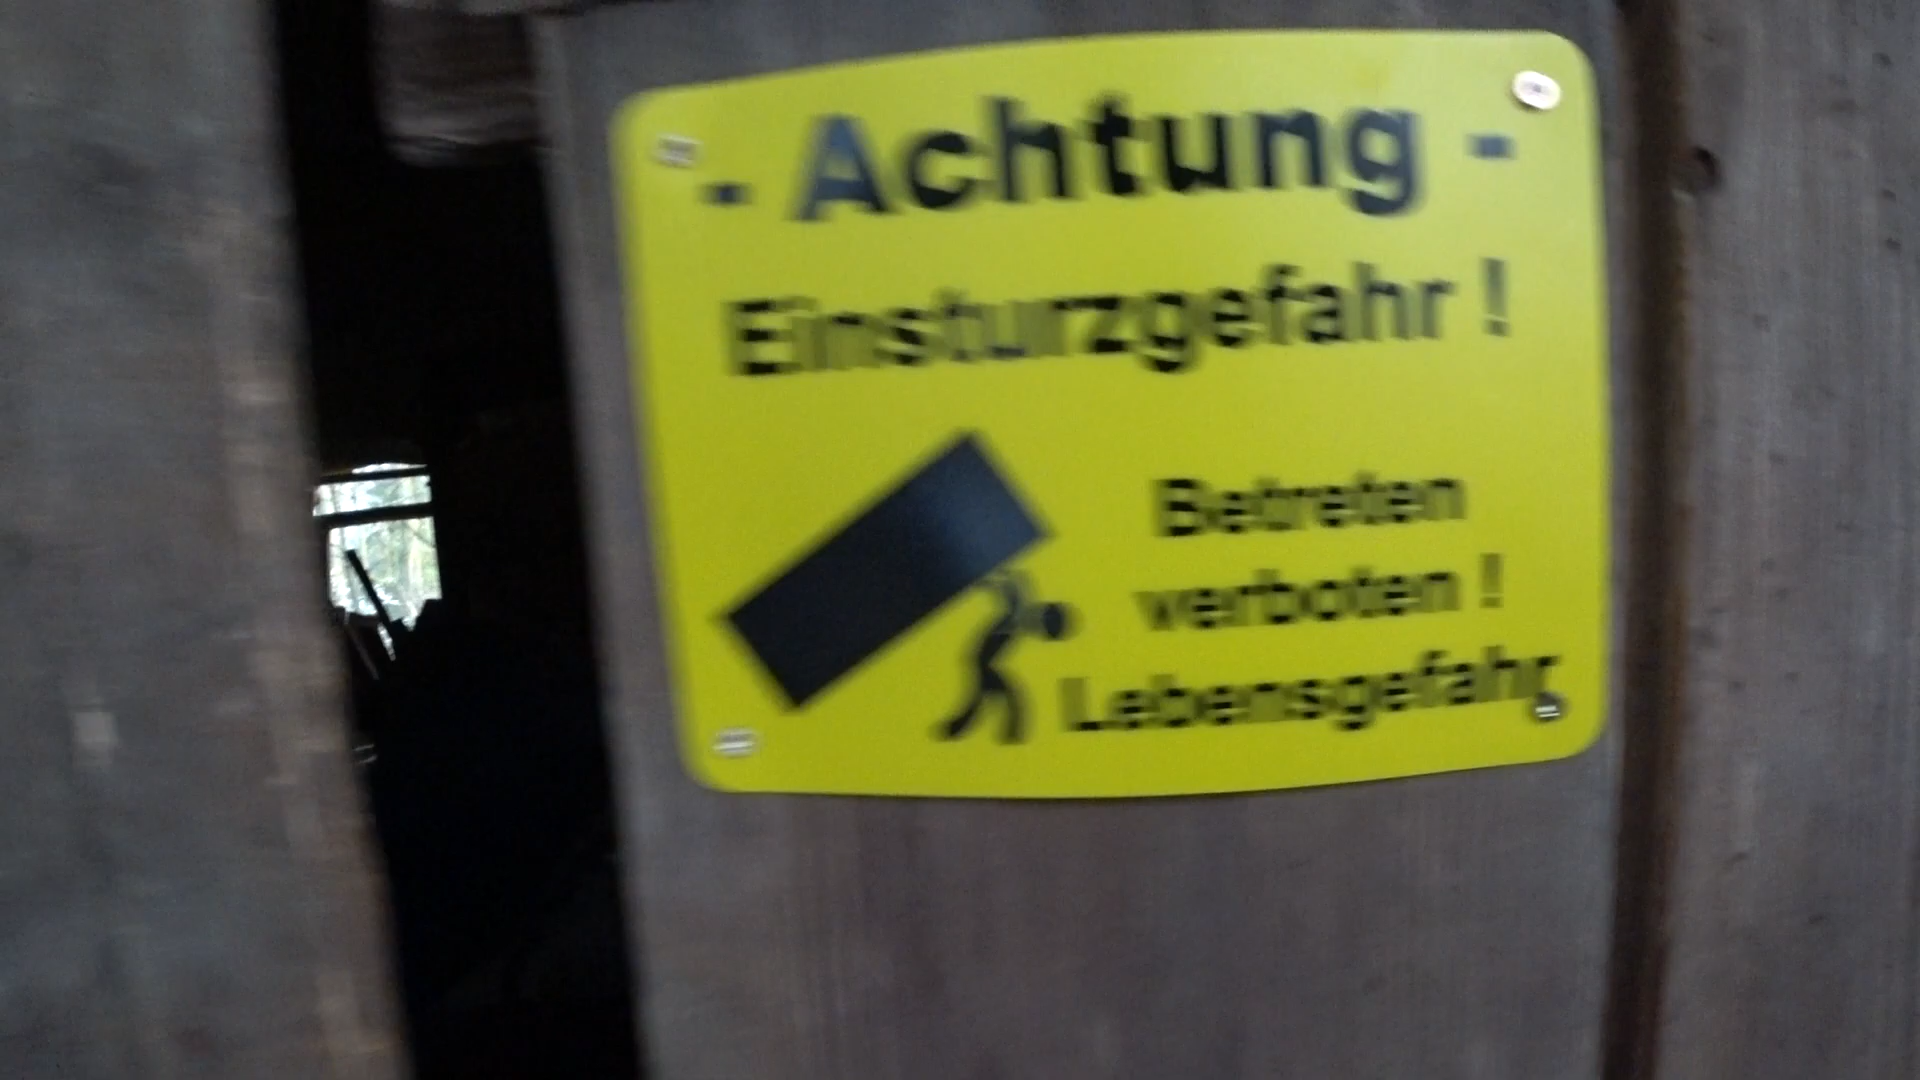 - Achtung -
Einsturzgefahr !
Betreten
verboten !
Lebensgefahr